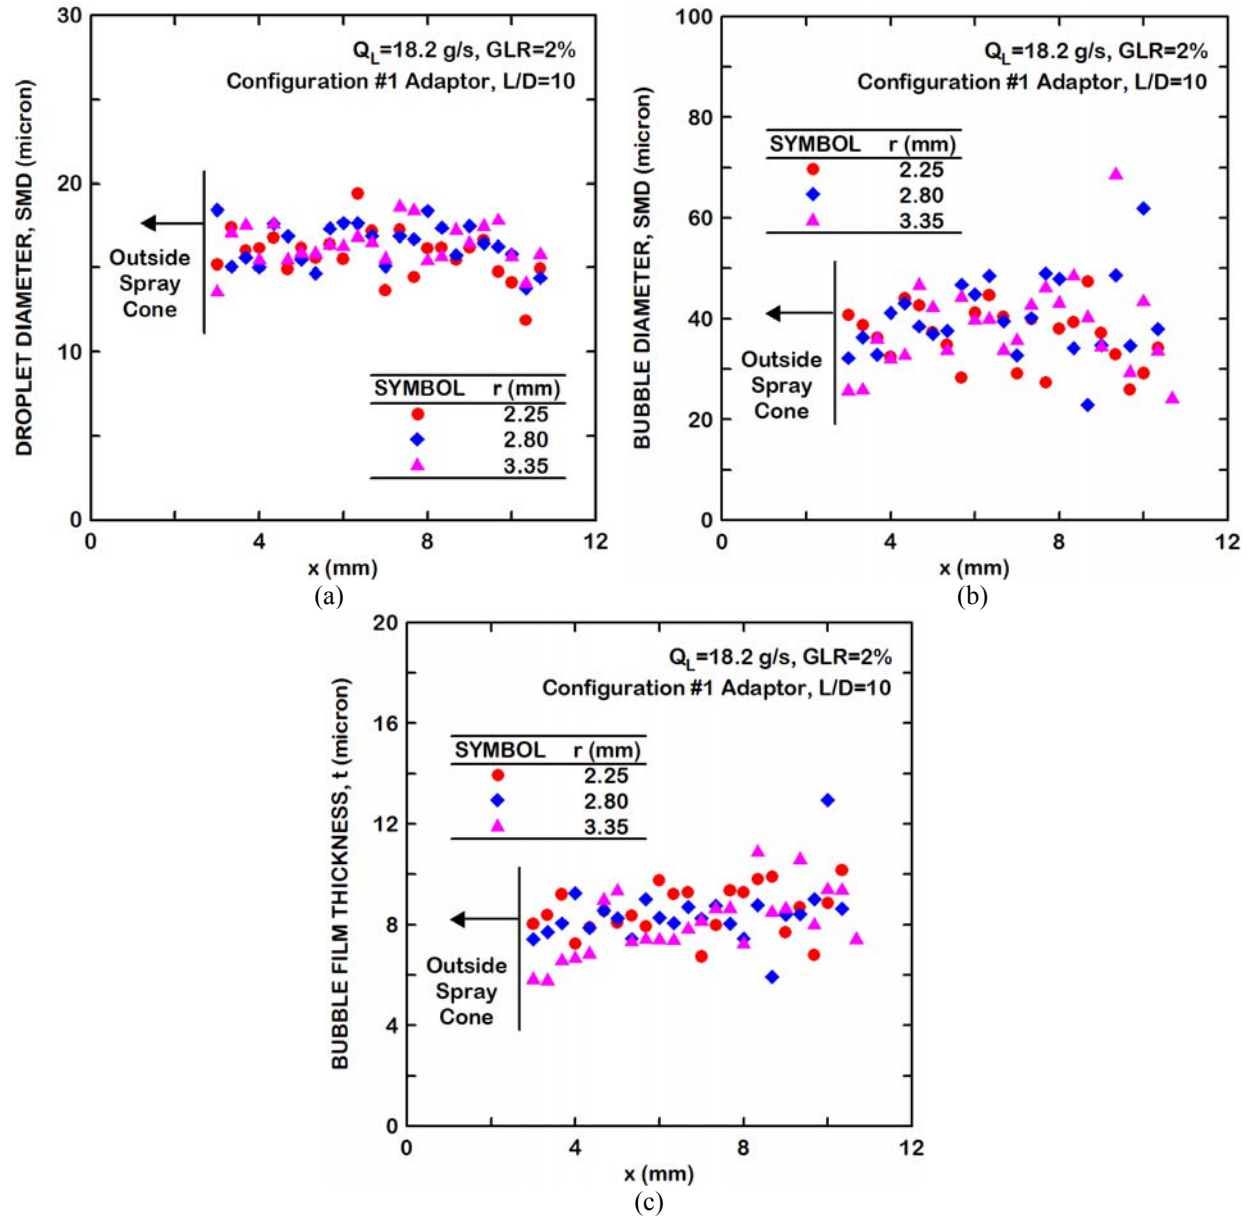 30
20
10
0
DROPLET DIAMETER, SMD (micron)
Q_L=18.2 g/s, GLR=2%
Configuration #1 Adaptor, L/D=10
Outside
Spray
Cone
SYMBOL r (mm)
2.25
2.80
3.35
0 4 8 12
x (mm)
(a)
100
80
60
40
20
0
BUBBLE DIAMETER, SMD (micron)
Q_L=18.2 g/s, GLR=2%
Configuration #1 Adaptor, L/D=10
SYMBOL r (mm)
2.25
2.80
3.35
Outside
Spray
Cone
0 4 8 12
x (mm)
(b)
20
16
12
8
4
0
BUBBLE FILM THICKNESS, t (micron)
Q_L=18.2 g/s, GLR=2%
Configuration #1 Adaptor, L/D=10
SYMBOL r (mm)
2.25
2.80
3.35
Outside
Spray
Cone
0 4 8 12
x (mm)
(c)